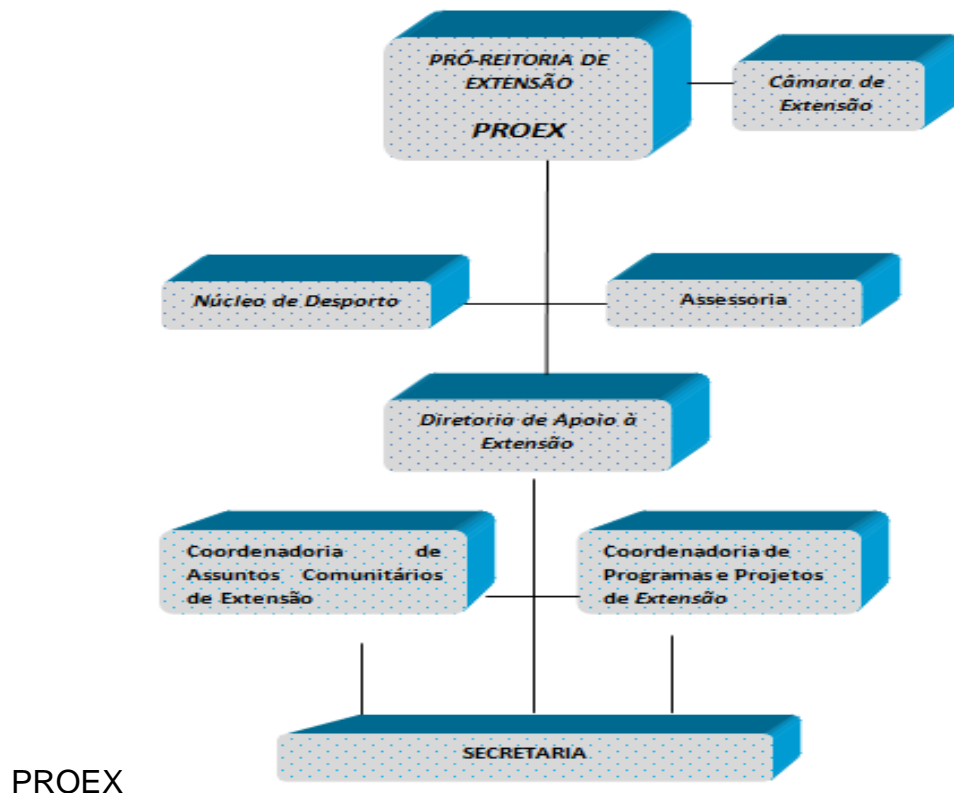 PRÓ-REITORIA DE
EXTENSÃO
PROEX
Câmara de
Extensão
Núcleo de Desporto
Assessoria
Diretoria de Apoio à
Extensão
Coordenadoria de
Assuntos Comunitários
de Extensão
Coordenadoria de
Programas e Projetos
de Extensão
SECRETARIA
PROEX